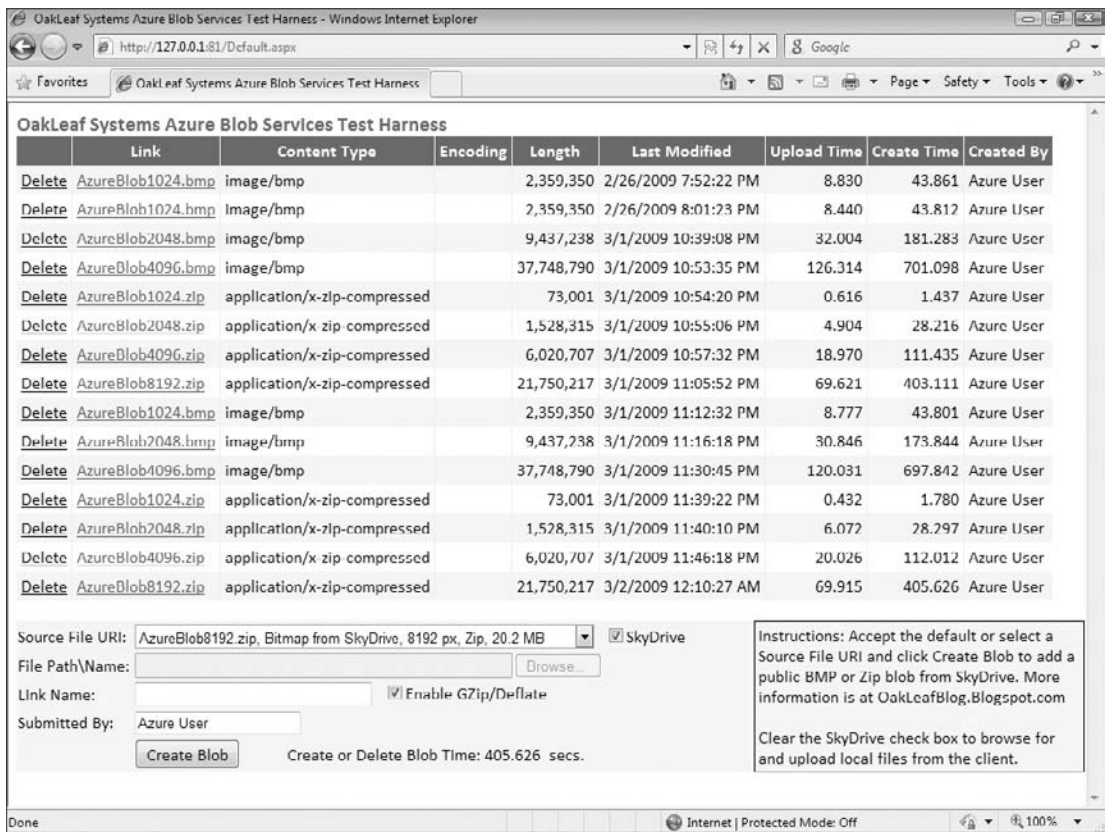 OakLeaf Systems Azure Blob Services Test Harness - Windows Internet Explorer
http://127.0.0.1:81/Default.aspx
Google
Favorites OakLeaf Systems Azure Blob Services Test Harness Page Safety Tools
OakLeaf Systems Azure Blob Services Test Harness
Link Content Type Encoding Length Last Modified Upload Time Create Time Created By
Delete AzureBlob1024.bmp image/bmp 2,359,350 2/26/2009 7:52:22 PM 8.830 43.861 Azure User
Delete AzureBlob1024.bmp image/bmp 2,359,350 2/26/2009 8:01:23 PM 8.440 43.812 Azure User
Delete AzureBlob2048.bmp image/bmp 9,437,238 3/1/2009 10:39:08 PM 32.004 181.283 Azure User
Delete AzureBlob4096.bmp image/bmp 37,748,790 3/1/2009 10:53:35 PM 126.314 701.098 Azure User
Delete AzureBlob1024.zip application/x-zip-compressed 73,001 3/1/2009 10:54:20 PM 0.616 1.437 Azure User
Delete AzureBlob2048.zip application/x-zip-compressed 1,528,315 3/1/2009 10:55:06 PM 4.904 28.216 Azure User
Delete AzureBlob4096.zip application/x-zip-compressed 6,020,707 3/1/2009 10:57:32 PM 18.970 111.435 Azure User
Delete AzureBlob8192.zip application/x-zip-compressed 21,750,217 3/1/2009 11:05:52 PM 69.621 403.111 Azure User
Delete AzureBlob1024.bmp image/bmp 2,359,350 3/1/2009 11:12:32 PM 8.777 43.801 Azure User
Delete AzureBlob2048.bmp image/bmp 9,437,238 3/1/2009 11:16:18 PM 30.846 173.844 Azure User
Delete AzureBlob4096.bmp image/bmp 37,748,790 3/1/2009 11:30:45 PM 120.031 697.842 Azure User
Delete AzureBlob1024.zip application/x-zip-compressed 73,001 3/1/2009 11:39:22 PM 0.432 1.780 Azure User
Delete AzureBlob2048.zip application/x-zip-compressed 1,528,315 3/1/2009 11:40:10 PM 6.072 28.297 Azure User
Delete AzureBlob4096.zip application/x-zip-compressed 6,020,707 3/1/2009 11:46:18 PM 20.026 112.012 Azure User
Delete AzureBlob8192.zip application/x-zip-compressed 21,750,217 3/2/2009 12:10:27 AM 69.915 405.626 Azure User
Source File URI: AzureBlob8192.zip, Bitmap from SkyDrive, 8192 px, Zip, 20.2 MB SkyDrive
File Path\Name: Browse...
Link Name: Enable GZip/Deflate
Submitted By: Azure User
Create Blob Create or Delete Blob Time: 405.626 secs.
Instructions: Accept the default or select a
Source File URI and click Create Blob to add a
public BMP or Zip blob from SkyDrive. More
information is at OakLeafBlog.Blogspot.com
Clear the SkyDrive check box to browse for
and upload local files from the client.
Done Internet | Protected Mode: Off 100%